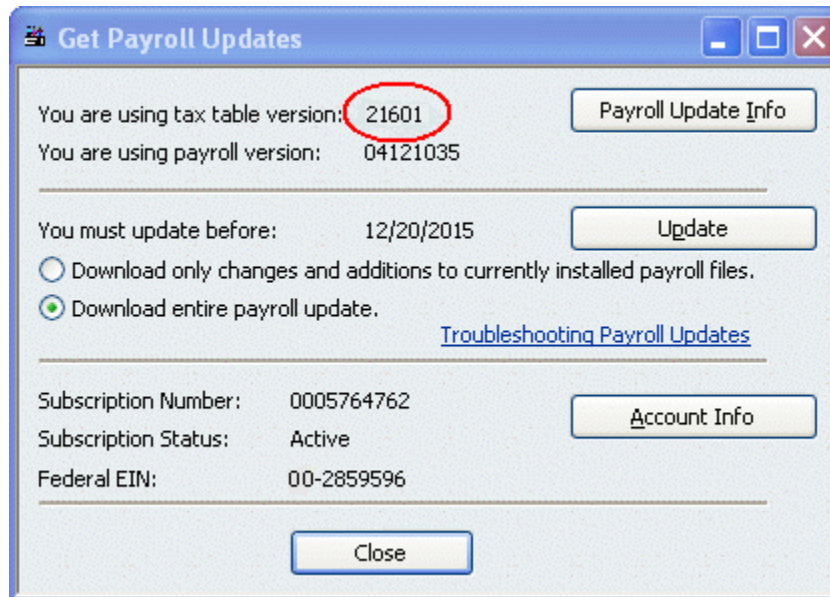 Get Payroll Updates
You are using tax table version: 21601 Payroll Update Info
You are using payroll version: 04121035
You must update before: 12/20/2015 Update
Download only changes and additions to currently installed payroll files.
Download entire payroll update.
Troubleshooting Payroll Updates
Subscription Number: 0005764762 Account Info
Subscription Status: Active
Federal EIN: 00-2859596
Close